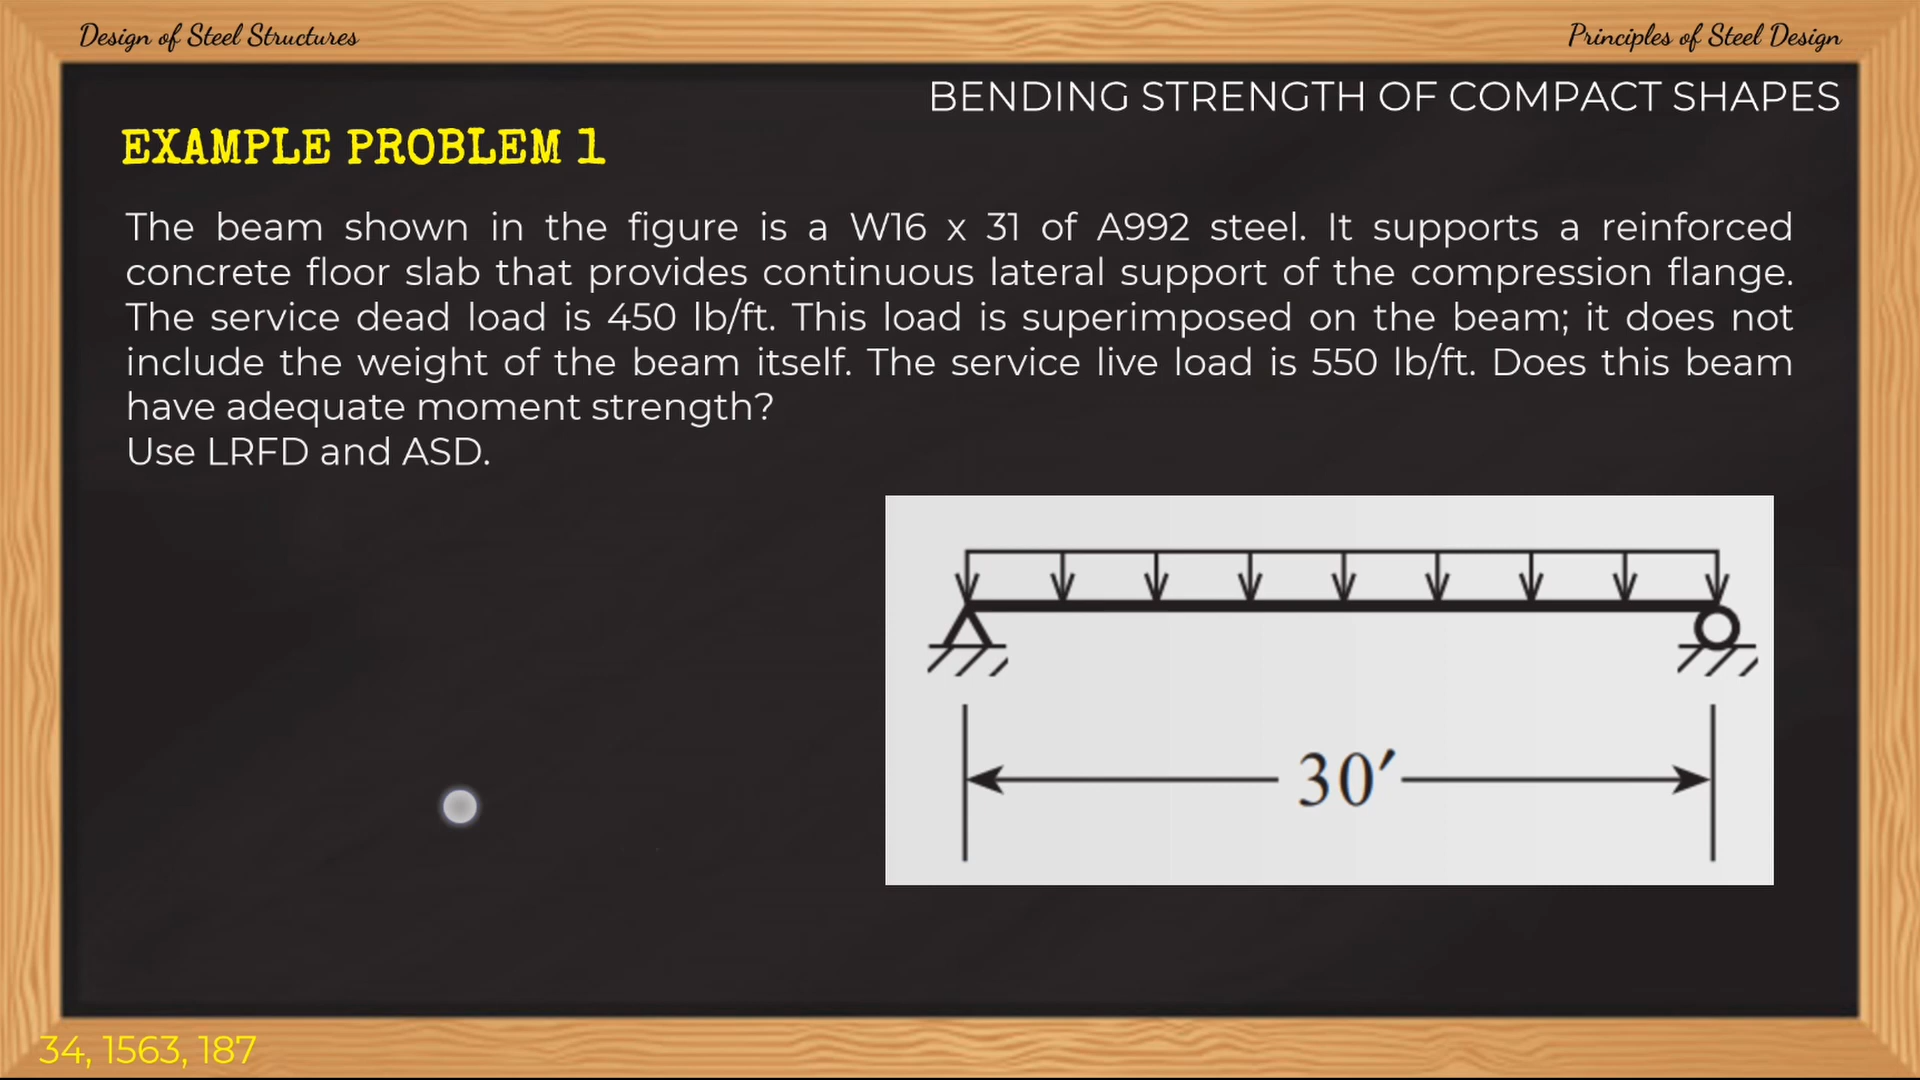 Design of Steel Structures
Principles of Steel Design
BENDING STRENGTH OF COMPACT SHAPES
EXAMPLE PROBLEM 1
The beam shown in the figure is a W16 x 31 of A992 steel. It supports a reinforced
concrete floor slab that provides continuous lateral support of the compression flange.
The service dead load is 450 lb/ft. This load is superimposed on the beam; it does not
include the weight of the beam itself. The service live load is 550 lb/ft. Does this beam
have adequate moment strength?
Use LRFD and ASD.
30′
34, 1563, 187